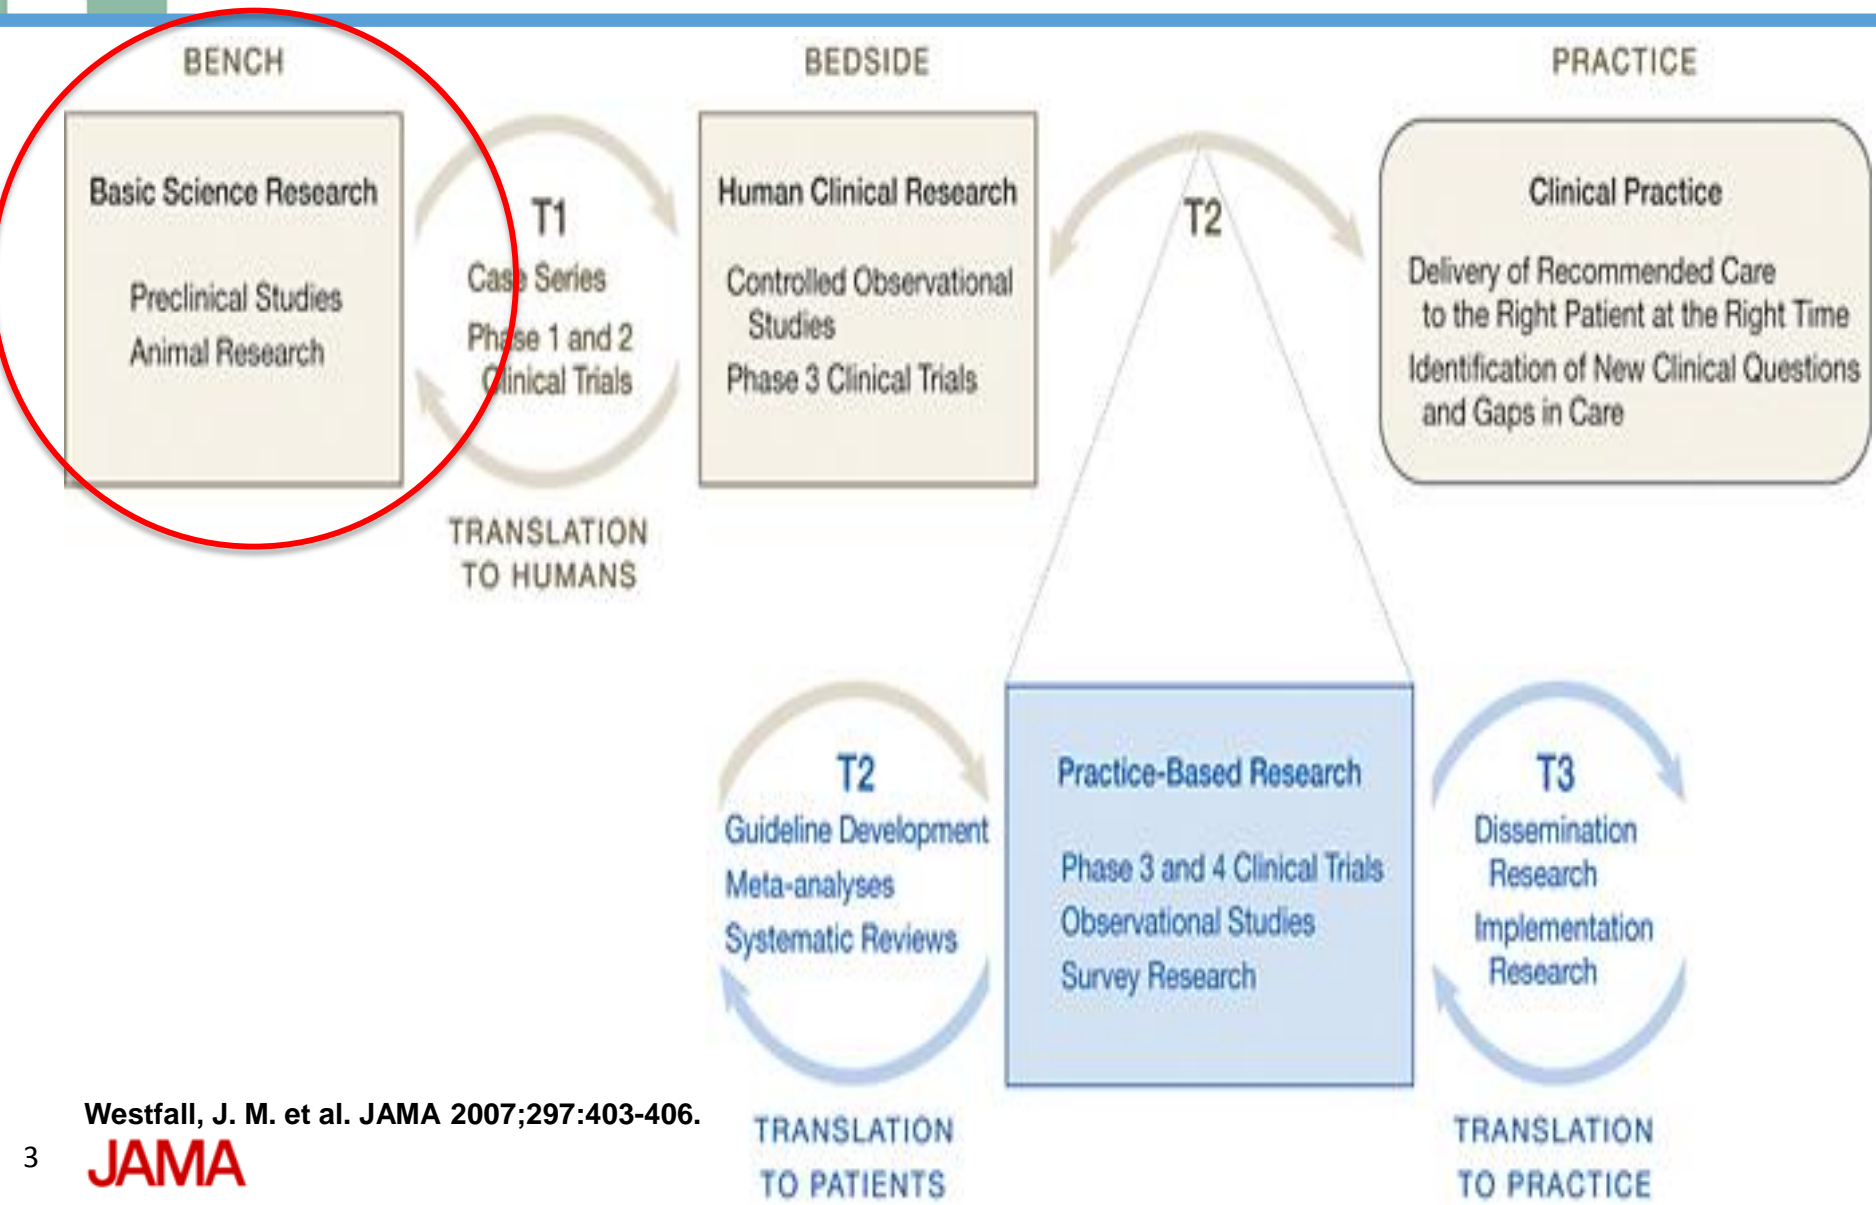 BENCH
BEDSIDE
PRACTICE
Basic Science Research
Preclinical Studies
Animal Research
T1
Case Series
Phase 1 and 2
Clinical Trials
TRANSLATION
TO HUMANS
Human Clinical Research
Controlled Observational
Studies
Phase 3 Clinical Trials
T2
Clinical Practice
Delivery of Recommended Care
to the Right Patient at the Right Time
Identification of New Clinical Questions
and Gaps in Care
T2
Guideline Development
Meta-analyses
Systematic Reviews
TRANSLATION
TO PATIENTS
Practice-Based Research
Phase 3 and 4 Clinical Trials
Observational Studies
Survey Research
T3
Dissemination
Research
Implementation
Research
TRANSLATION
TO PRACTICE
Westfall, J. M. et al. JAMA 2007;297:403-406.
3
JAMA